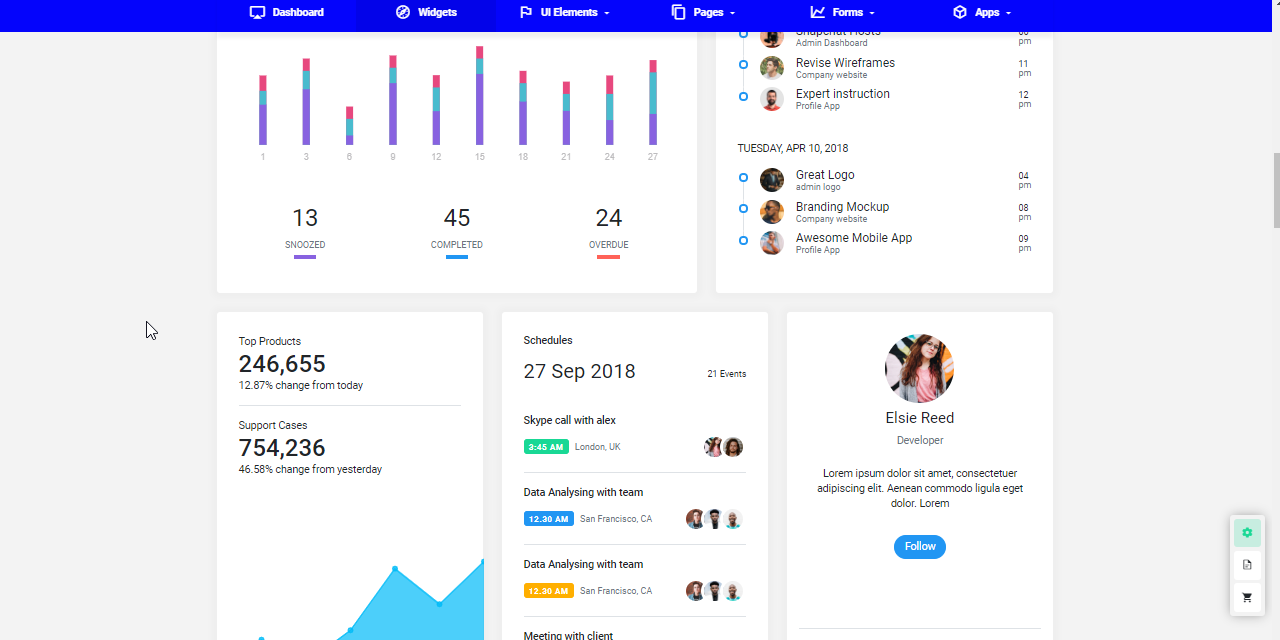 Dashboard
Widgets
UI Elements
Pages
Forms
Apps
1 3 6 9 12 15 18 21 24 27
13
SNOOZED
45
COMPLETED
24
OVERDUE
Admin Dashboard
pm
Revise Wireframes
Company website
11
pm
Expert instruction
Profile App
12
pm
TUESDAY, APR 10, 2018
Great Logo
admin logo
04
pm
Branding Mockup
Company website
08
pm
Awesome Mobile App
Profile App
09
pm
Top Products
246,655
12.87% change from today
Support Cases
754,236
46.58% change from yesterday
Schedules
27 Sep 2018
21 Events
Skype call with alex
3:45 AM London, UK
Data Analysing with team
12.30 AM San Francisco, CA
Data Analysing with team
12.30 AM San Francisco, CA
Meeting with client
Elsie Reed
Developer
Lorem ipsum dolor sit amet, consectetuer
adipiscing elit. Aenean commodo ligula eget
dolor. Lorem
Follow